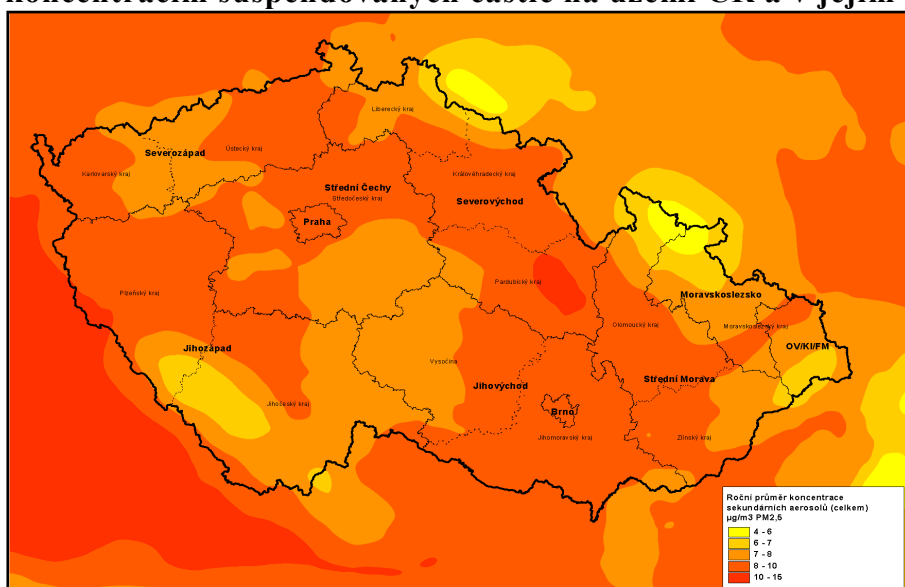 koncentracím suspendovaných částic na území ČR a v jejím
Liberecký kraj
Ústecký kraj
Severozápad
Karlovarský kraj
Královéhradecký kraj
Střední Čechy
Středočeský kraj
Severovýchod
Praha
Pardubický kraj
Plzeňský kraj
Moravskoslezsko
Olomoucký kraj
Moravskoslezský kraj
Jihozápad
OV/KI/FM
Vysočina
Střední Morava
Jihovýchod
Jihočeský kraj
Brno
Jihomoravský kraj
Zlínský kraj
Roční průměr koncentrace
sekundárních aerosolů (celkem)
µg/m3 PM2,5
4 - 6
6 - 7
7 - 8
8 - 10
10 - 15